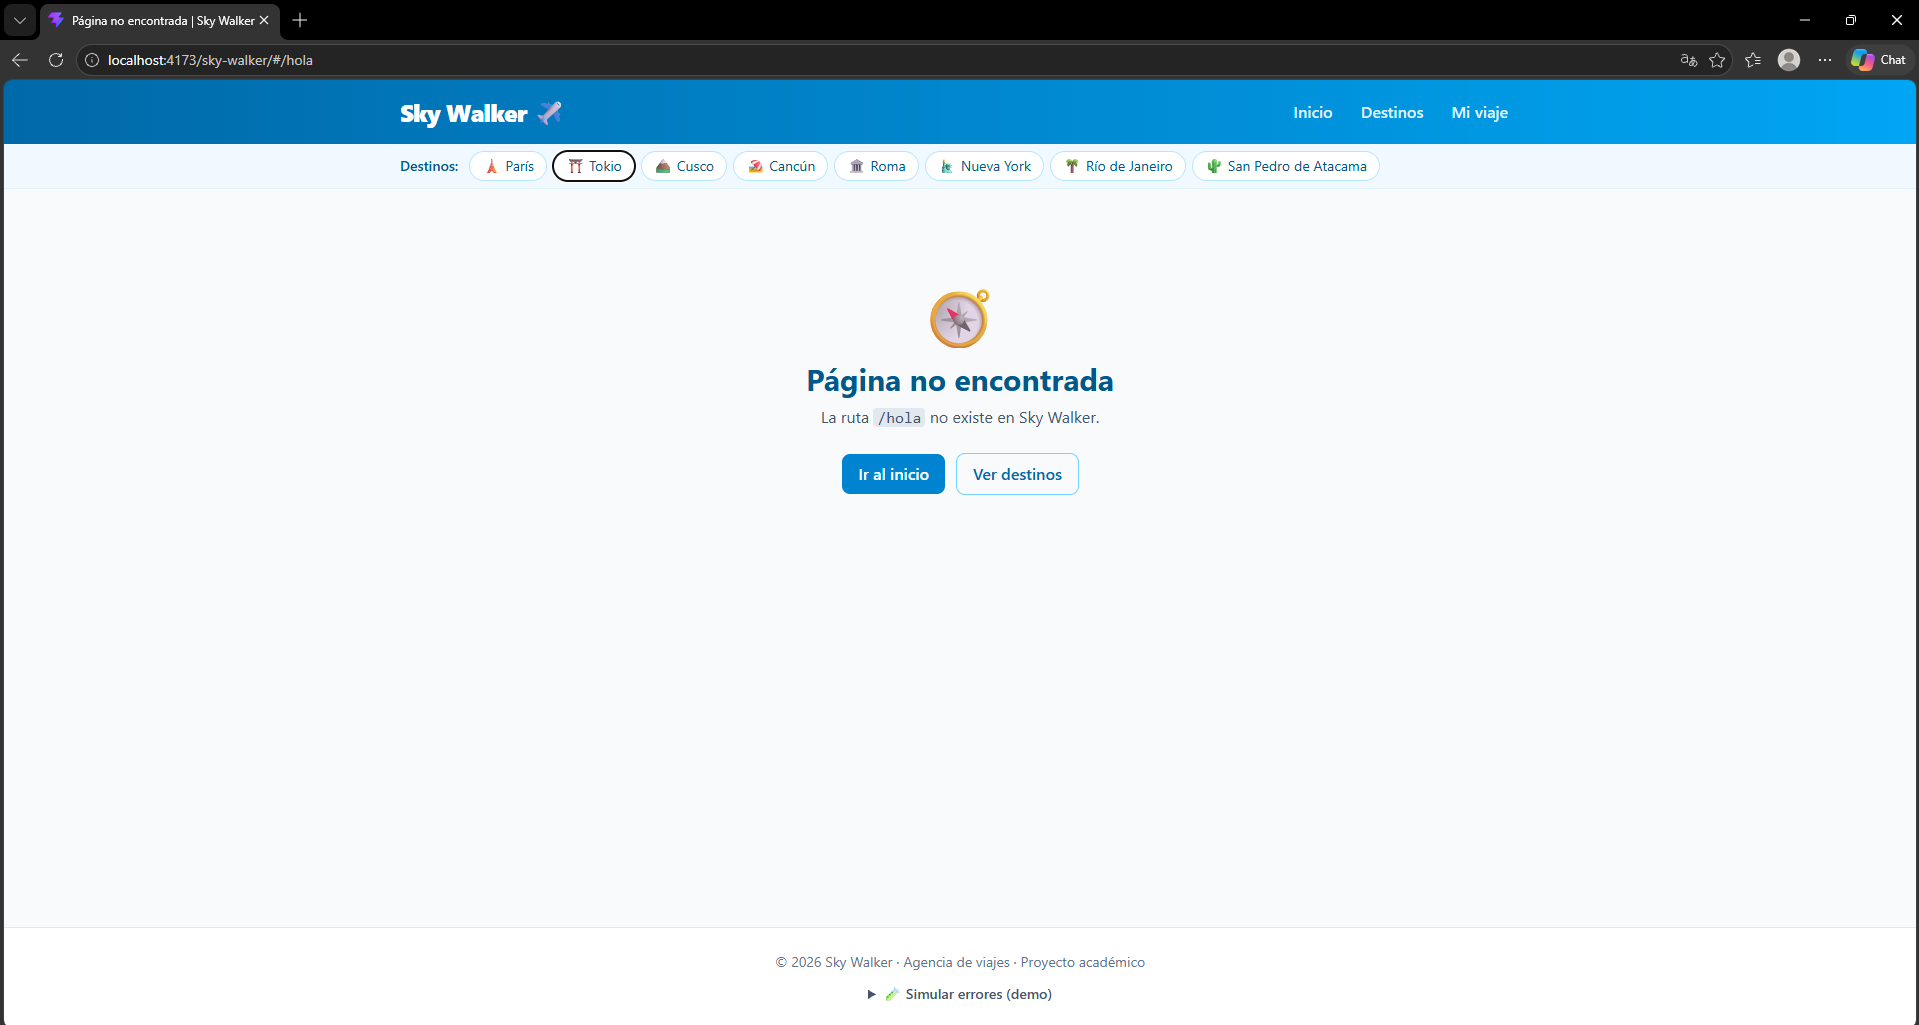 Página no encontrada | Sky Walker
localhost:4173/sky-walker/#/hola
Chat
Sky Walker
Inicio Destinos Mi viaje
Destinos: París Tokio Cusco Cancún Roma Nueva York Río de Janeiro San Pedro de Atacama
Página no encontrada
La ruta /hola no existe en Sky Walker.
Ir al inicio Ver destinos
© 2026 Sky Walker · Agencia de viajes · Proyecto académico
Simular errores (demo)